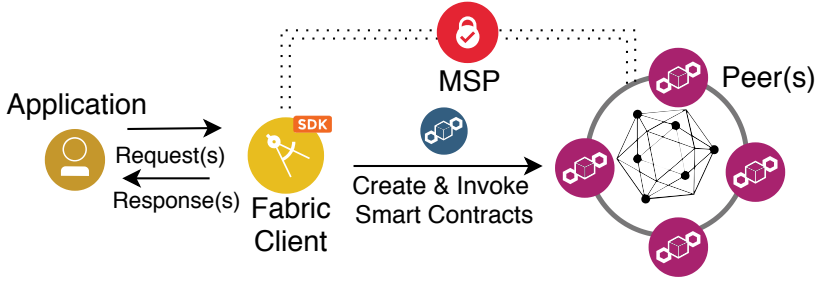 MSP
Peer(s)
Application
SDK
Request(s)
Response(s)
Create & Invoke
Smart Contracts
Fabric
Client